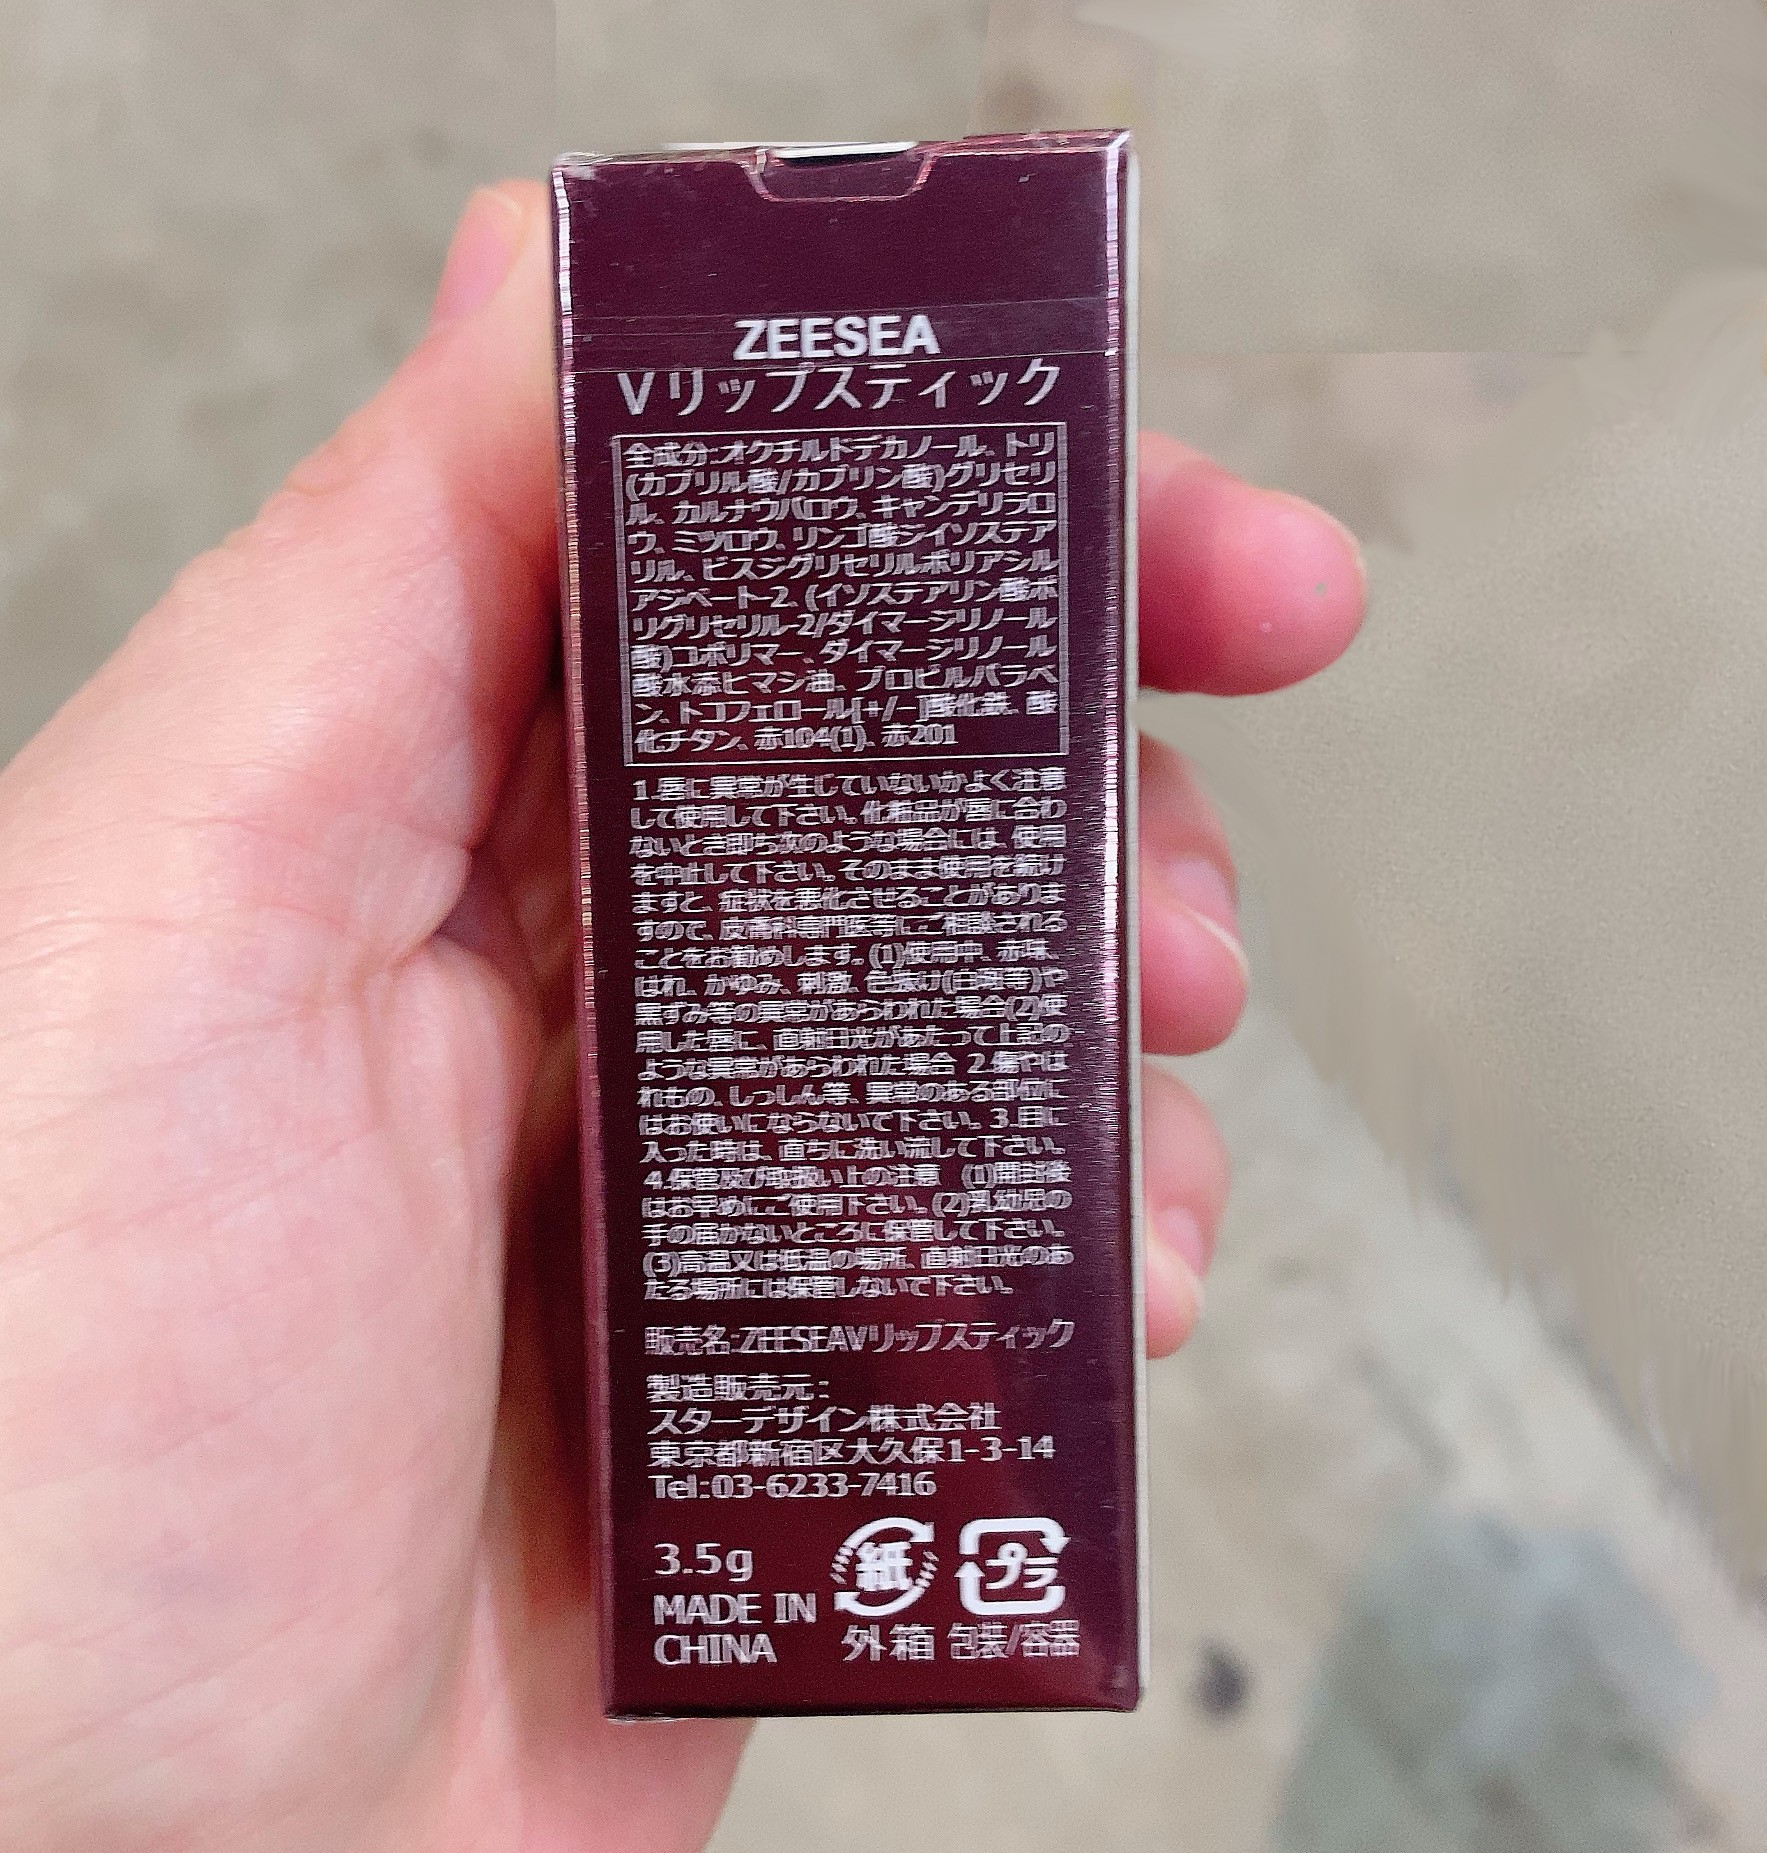 ZEESEA
Vリップスティック
全成分:オクチルドデカノール、トリ
(カプリル酸/カプリン酸)グリセリ
ル、カルナウバロウ、キャンデリラロ
ウ、ミツロウ、リンゴ酸ジイソステア
リル、ビスジグリセリルポリアシル
アジペート-2、(イソステアリン酸ポ
リグリセリル-2/ダイマージリノール
酸)コポリマー、ダイマージリノール
酸水添ヒマシ油、プロピルパラベ
ン、トコフェロール[+/-]酸化鉄、酸
化チタン、赤104(1)、赤201
1.唇に異常が生じていないかよく注意
して使用して下さい。化粧品が唇に合わ
ないとき即ち次のような場合には、使用
を中止して下さい。そのまま使用を続け
ますと、症状を悪化させることがありま
すので、皮膚科専門医等にご相談される
ことをお勧めします。(1)使用中、赤味、
はれ、かゆみ、刺激、色抜け(白斑等)や
黒ずみ等の異常があらわれた場合(2)使
用した唇に、直射日光があたって上記の
ような異常があらわれた場合 2.傷やは
れもの、しっしん等、異常のある部位に
はお使いにならないで下さい。3.目に
入った時は、直ちに洗い流して下さい。
4.保管及び取扱い上の注意 (1)開封後
はお早めにご使用下さい。(2)乳幼児の
手の届かないところに保管して下さい。
(3)高温又は低温の場所、直射日光のあ
たる場所には保管しないで下さい。
販売名:ZEESEAVリップスティック
製造販売元:
スターデザイン株式会社
東京都新宿区大久保1-3-14
Tel:03-6233-7416
3.5g
MADE IN
CHINA
紙
外箱
プラ
包装/容器